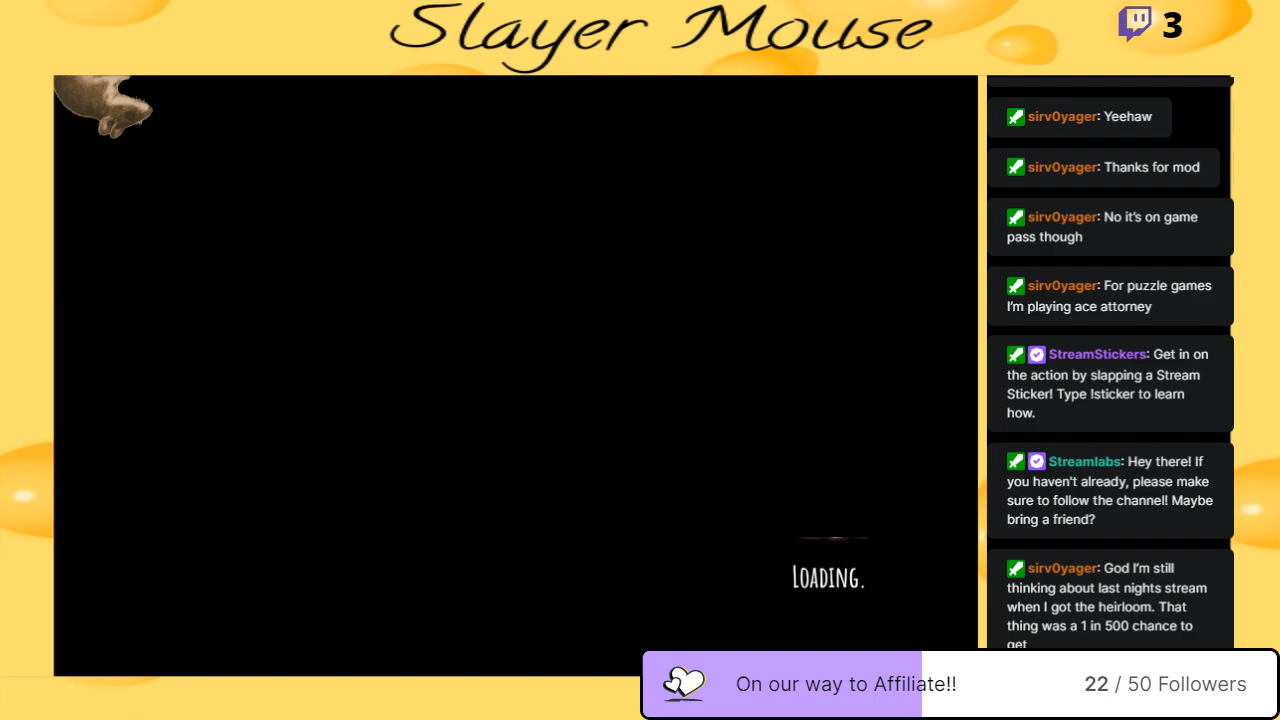 Slayer Mouse
3
sirv0yager: Yeehaw
sirv0yager: Thanks for mod
sirv0yager: No it's on game
pass though
sirv0yager: For puzzle games
I'm playing ace attorney
StreamStickers: Get in on
the action by slapping a Stream
Sticker! Type !sticker to learn
how.
Streamlabs: Hey there! If
you haven't already, please make
sure to follow the channel! Maybe
bring a friend?
sirv0yager: God I'm still
thinking about last nights stream
when I got the heirloom. That
thing was a 1 in 500 chance to
get
Loading.
On our way to Affiliate!!
22 / 50 Followers